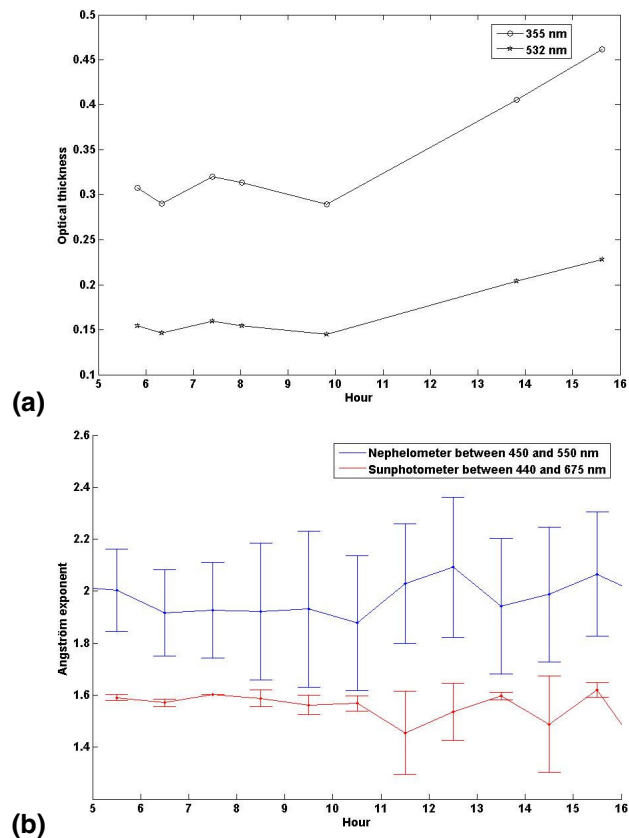 0.5
355 nm
532 nm
0.45
0.4
0.35
0.3
0.25
0.2
0.15
0.1
Optical thickness
5 6 7 8 9 10 11 12 13 14 15 16
Hour
(a)
2.6
Nephelometer between 450 and 550 nm
Sunphotometer between 440 and 675 nm
2.4
2.2
2
1.8
1.6
1.4
Angström exponent
5 6 7 8 9 10 11 12 13 14 15 16
Hour
(b)